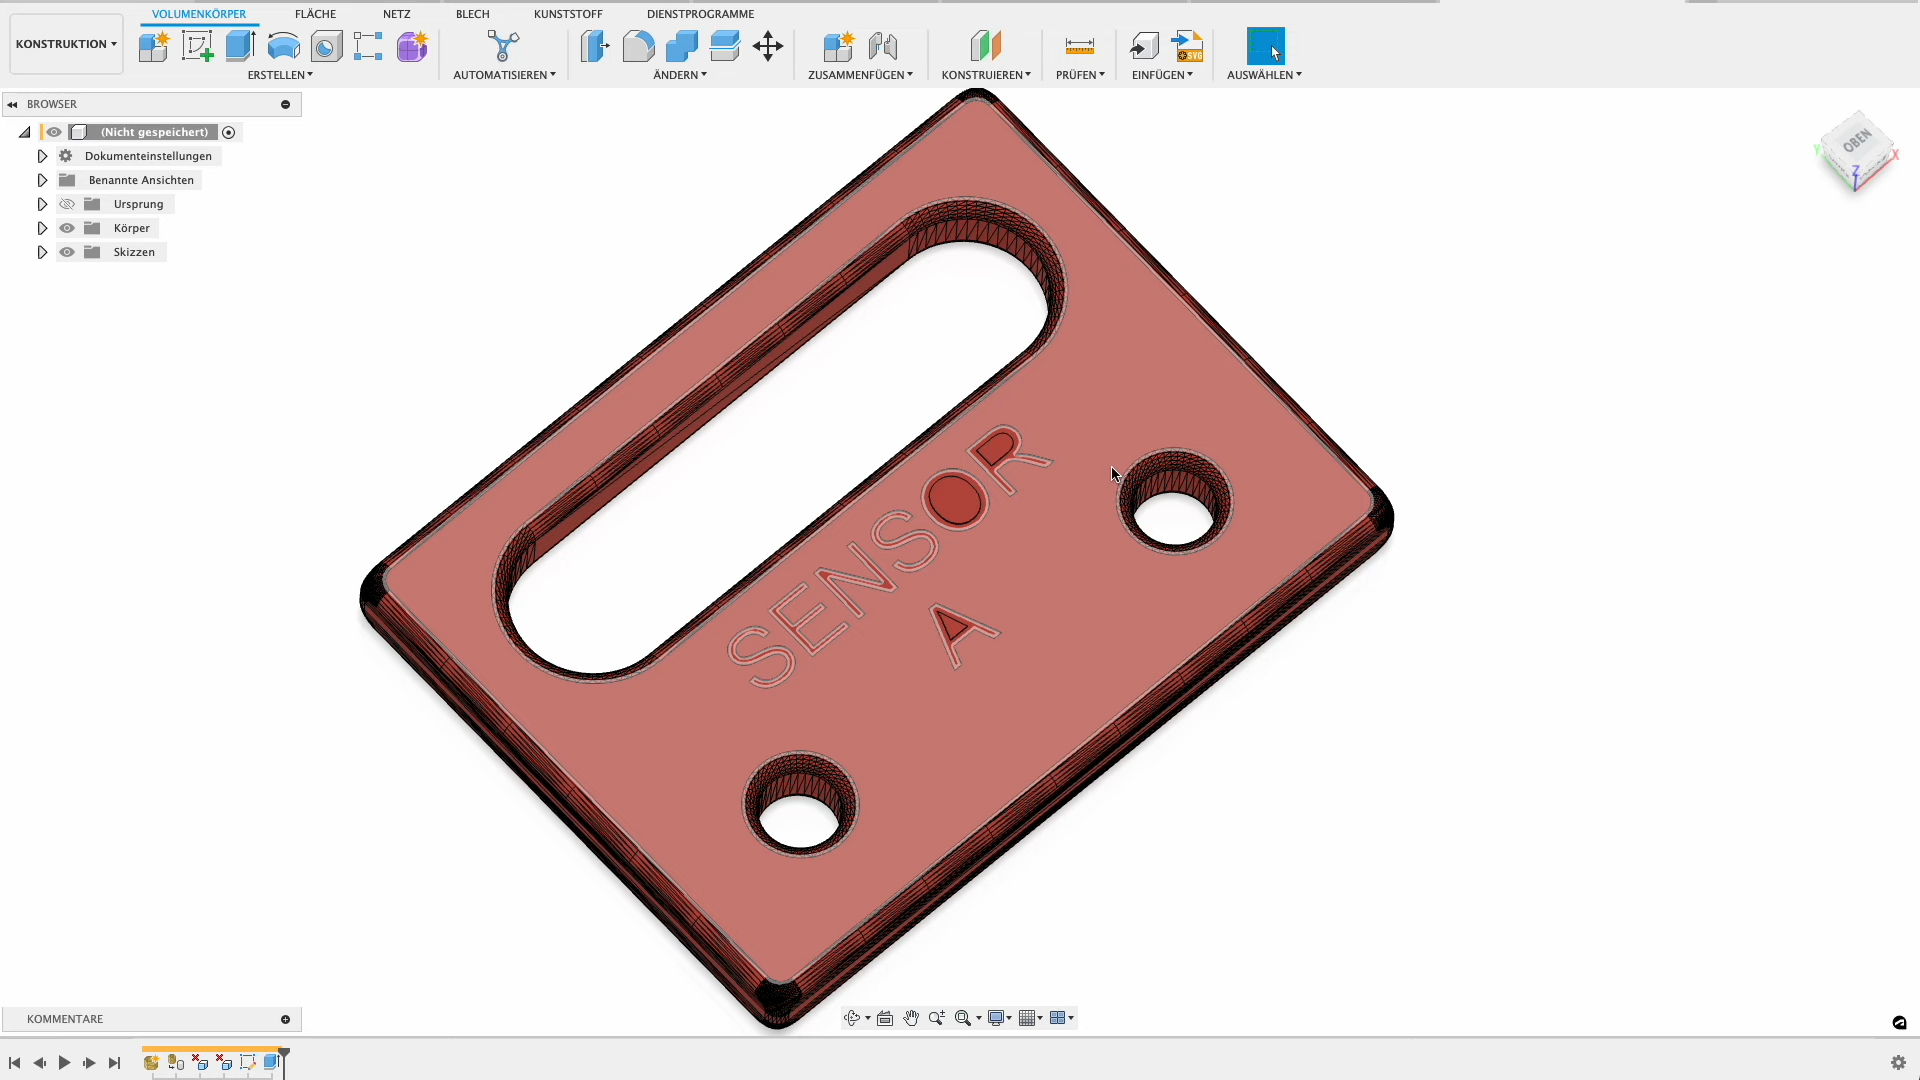 VOLUMENKÖRPER FLÄCHE NETZ BLECH KUNSTSTOFF DIENSTPROGRAMME
KONSTRUKTION
ERSTELLEN AUTOMATISIEREN ÄNDERN ZUSAMMENFÜGEN KONSTRUIEREN PRÜFEN EINFÜGEN AUSWÄHLEN
BROWSER
(Nicht gespeichert)
Dokumenteinstellungen
Benannte Ansichten
Ursprung
Körper
Skizzen
OBEN
Y X
Z
SENSOR
A
KOMMENTARE